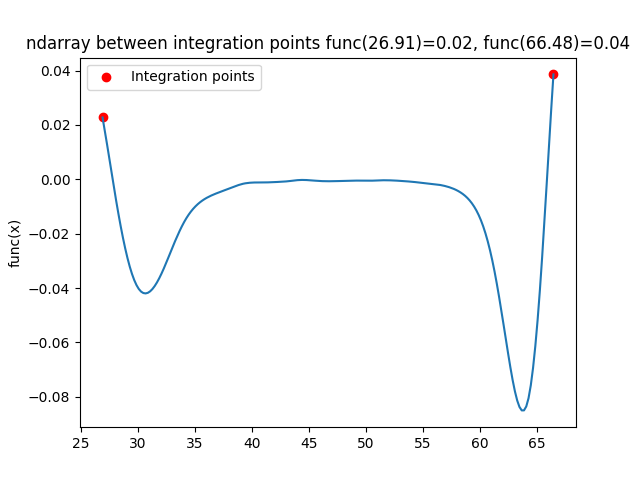 ndarray between integration points func(26.91)=0.02, func(66.48)=0.04
Integration points
func(x)
0.04
0.02
0.00
−0.02
−0.04
−0.06
−0.08
25 30 35 40 45 50 55 60 65